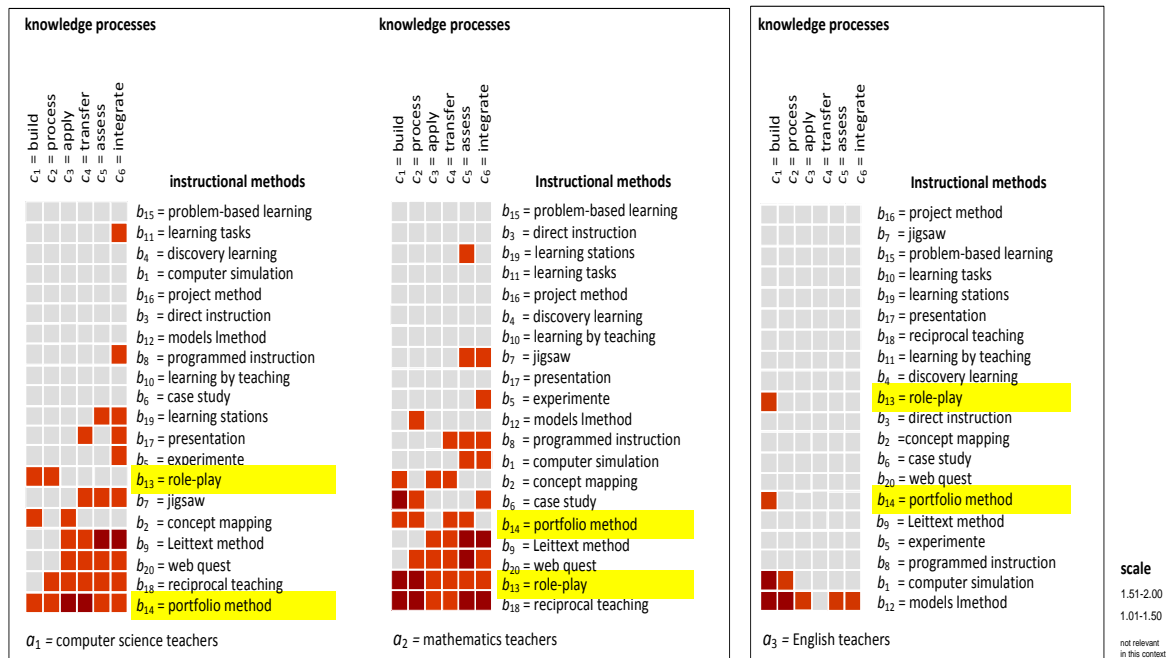 knowledge processes
c1 = build
c2 = process
c3 = apply
c4 = transfer
c5 = assess
c6 = integrate
instructional methods
b15 = problem-based learning
b11 = learning tasks
b4 = discovery learning
b1 = computer simulation
b16 = project method
b3 = direct instruction
b12 = models lmethod
b8 = programmed instruction
b10 = learning by teaching
b6 = case study
b19 = learning stations
b17 = presentation
b5 = experimente
b13 = role-play
b7 = jigsaw
b2 = concept mapping
b9 = Leittext method
b20 = web quest
b18 = reciprocal teaching
b14 = portfolio method
a1 = computer science teachers
knowledge processes
c1 = build
c2 = process
c3 = apply
c4 = transfer
c5 = assess
c6 = integrate
Instructional methods
b15 = problem-based learning
b3 = direct instruction
b19 = learning stations
b11 = learning tasks
b16 = project method
b4 = discovery learning
b10 = learning by teaching
b7 = jigsaw
b17 = presentation
b5 = experimente
b12 = models lmethod
b8 = programmed instruction
b1 = computer simulation
b2 = concept mapping
b6 = case study
b14 = portfolio method
b9 = Leittext method
b20 = web quest
b13 = role-play
b18 = reciprocal teaching
a2 = mathematics teachers
knowledge processes
c1 = build
c2 = process
c3 = apply
c4 = transfer
c5 = assess
c6 = integrate
Instructional methods
b16 = project method
b7 = jigsaw
b15 = problem-based learning
b10 = learning tasks
b19 = learning stations
b17 = presentation
b18 = reciprocal teaching
b11 = learning by teaching
b4 = discovery learning
b13 = role-play
b3 = direct instruction
b2 =concept mapping
b6 = case study
b20 = web quest
b14 = portfolio method
b9 = Leittext method
b5 = experimente
b8 = programmed instruction
b1 = computer simulation
b12 = models lmethod
a3 = English teachers
scale
1.51-2.00
1.01-1.50
not relevant
in this context